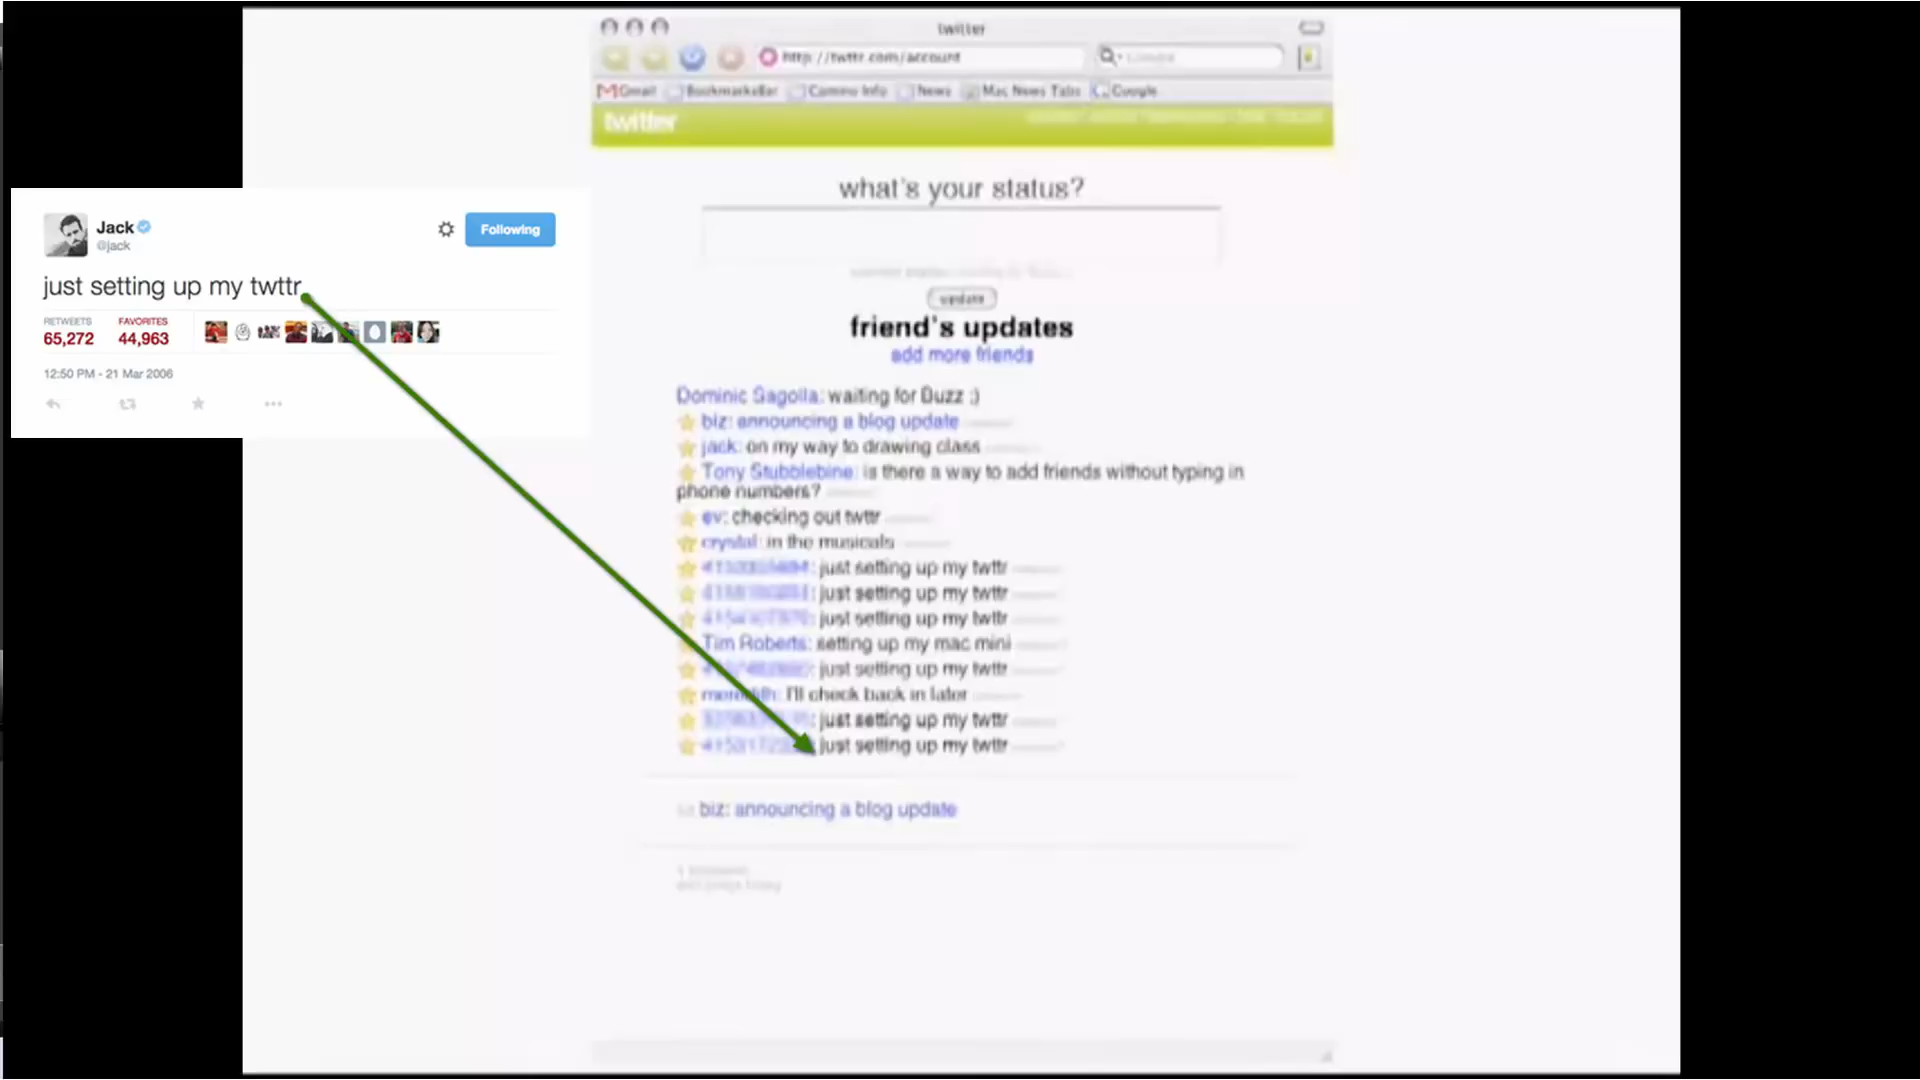 twitter
http://twttr.com/account
Gmail BookmarksBar Camino Info News Mac News Tabs Google
twitter
what's your status?
update
friend's updates
add more friends
Dominic Sagolla: waiting for Buzz :)
biz: announcing a blog update
jack: on my way to drawing class
Tony Stubblebine: is there a way to add friends without typing in
phone numbers?
ev: checking out twttr
crystal: in the musicals
just setting up my twttr
just setting up my twttr
just setting up my twttr
Tim Roberts: setting up my mac mini
just setting up my twttr
meredith: I'll check back in later
just setting up my twttr
just setting up my twttr
biz: announcing a blog update
Jack
@jack
Following
just setting up my twttr
RETWEETS FAVORITES
65,272 44,963
12:50 PM - 21 Mar 2006